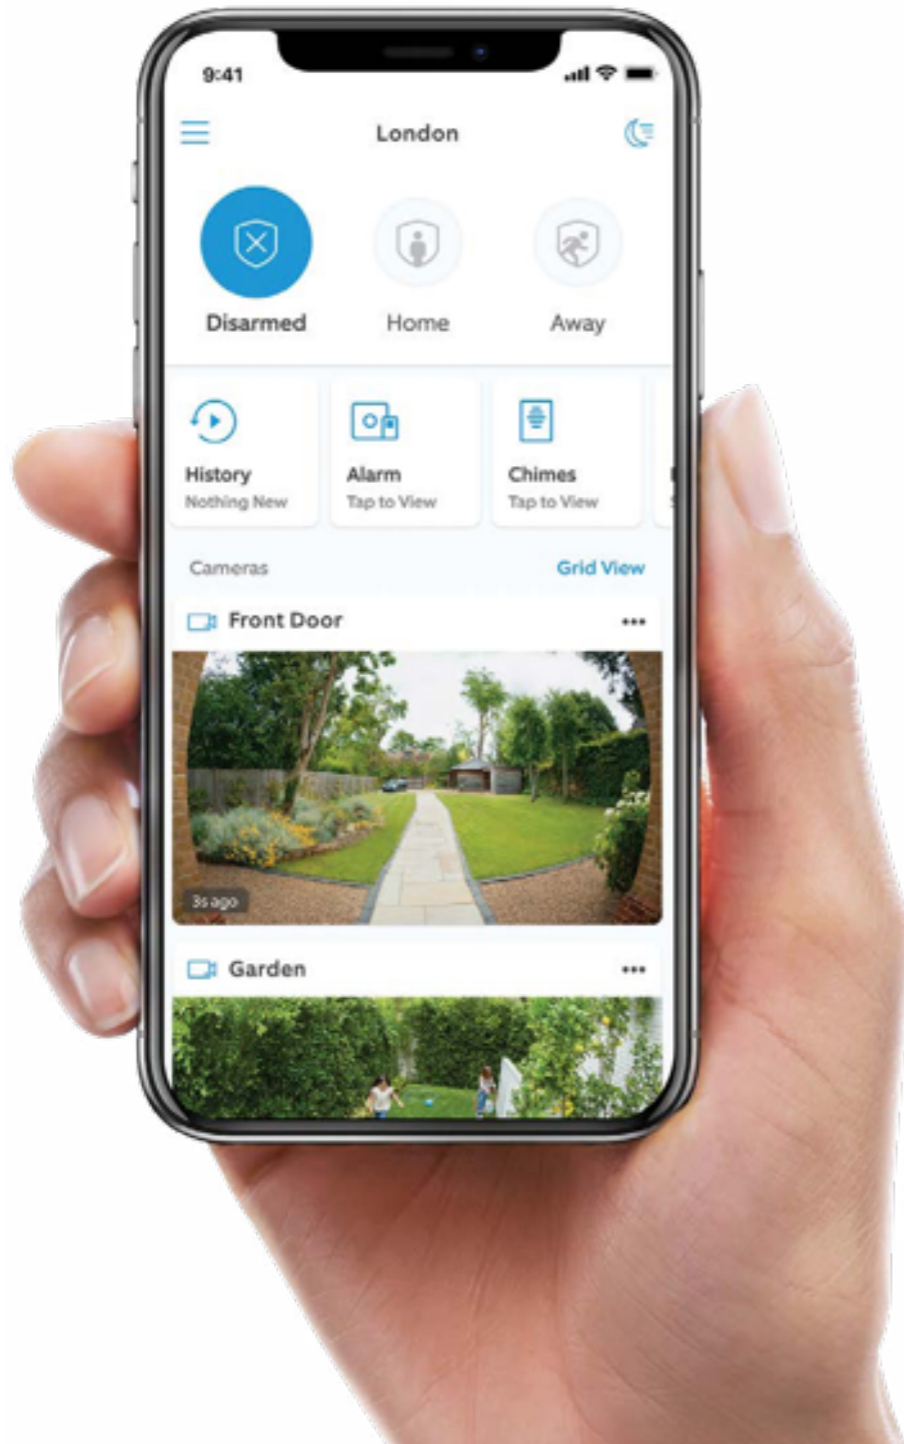 9:41
London
Disarmed Home Away
History Alarm Chimes
Nothing New Tap to View Tap to View
Cameras Grid View
Front Door
3s ago
Garden